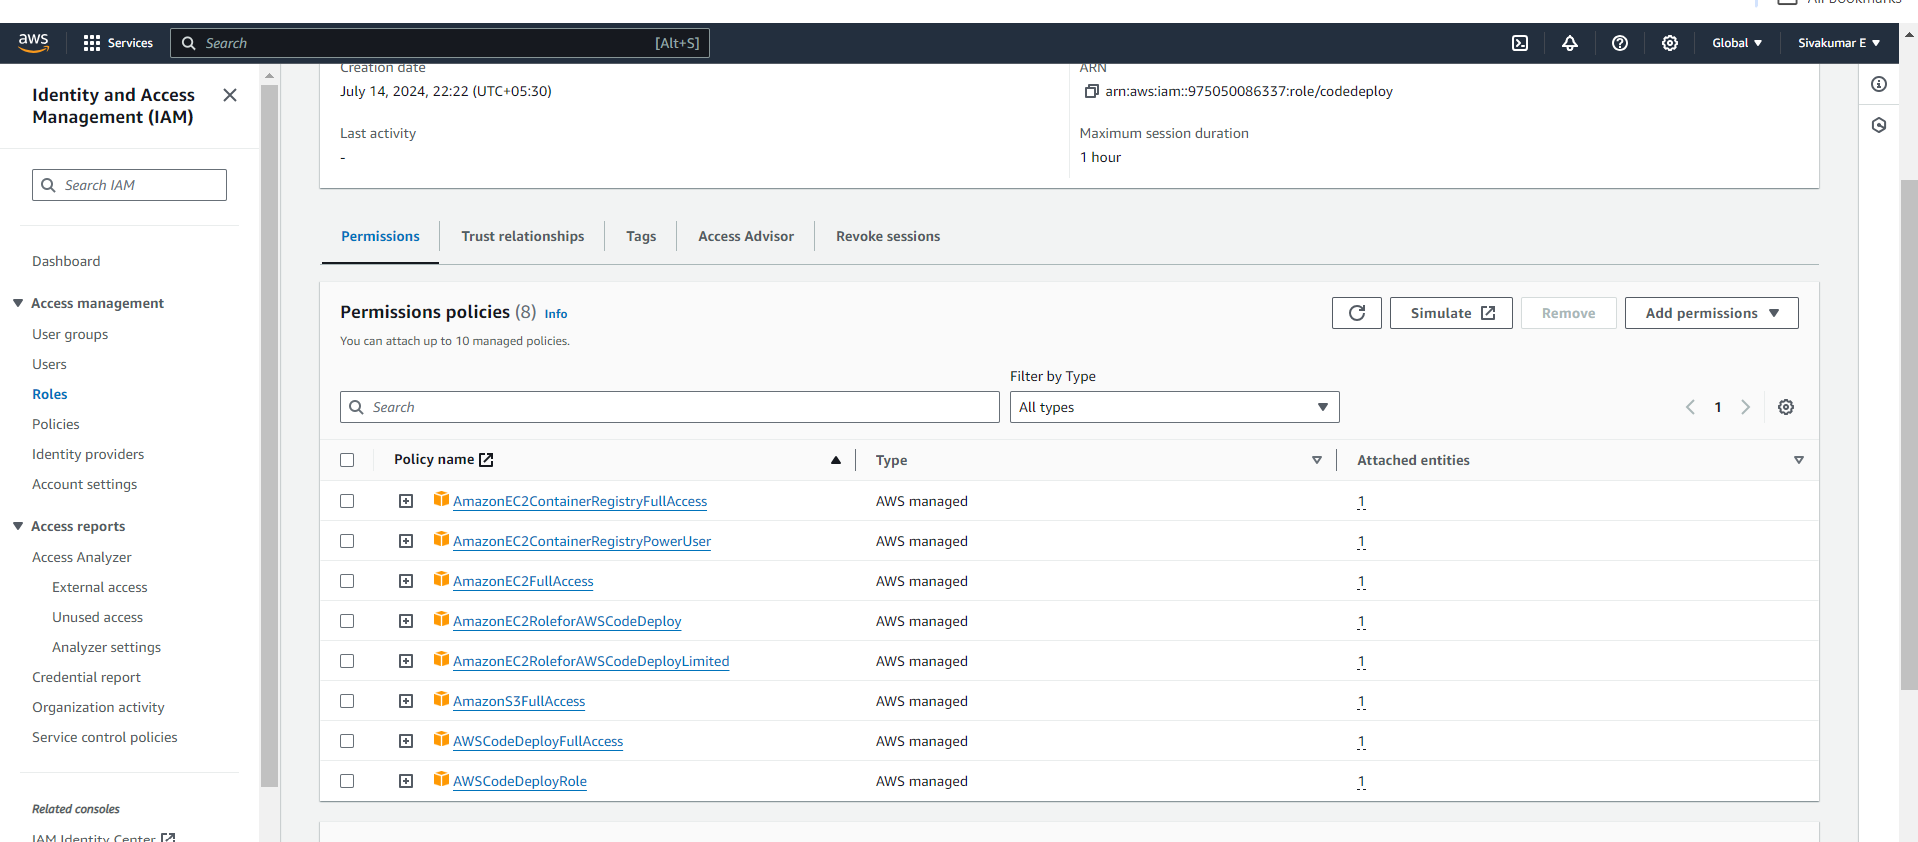 All Bookmarks
aws
Services
Search
[Alt+S]
Global
Sivakumar E
Identity and Access
Management (IAM)
Search IAM
Dashboard
Access management
User groups
Users
Roles
Policies
Identity providers
Account settings
Access reports
Access Analyzer
External access
Unused access
Analyzer settings
Credential report
Organization activity
Service control policies
Related consoles
IAM Identity Center
Creation date
July 14, 2024, 22:22 (UTC+05:30)
Last activity
-
ARN
arn:aws:iam::975050086337:role/codedeploy
Maximum session duration
1 hour
Permissions
Trust relationships
Tags
Access Advisor
Revoke sessions
Permissions policies (8) Info
You can attach up to 10 managed policies.
Simulate
Remove
Add permissions
Filter by Type
Search
All types
1
Policy name
Type
Attached entities
AmazonEC2ContainerRegistryFullAccess AWS managed 1
AmazonEC2ContainerRegistryPowerUser AWS managed 1
AmazonEC2FullAccess AWS managed 1
AmazonEC2RoleforAWSCodeDeploy AWS managed 1
AmazonEC2RoleforAWSCodeDeployLimited AWS managed 1
AmazonS3FullAccess AWS managed 1
AWSCodeDeployFullAccess AWS managed 1
AWSCodeDeployRole AWS managed 1